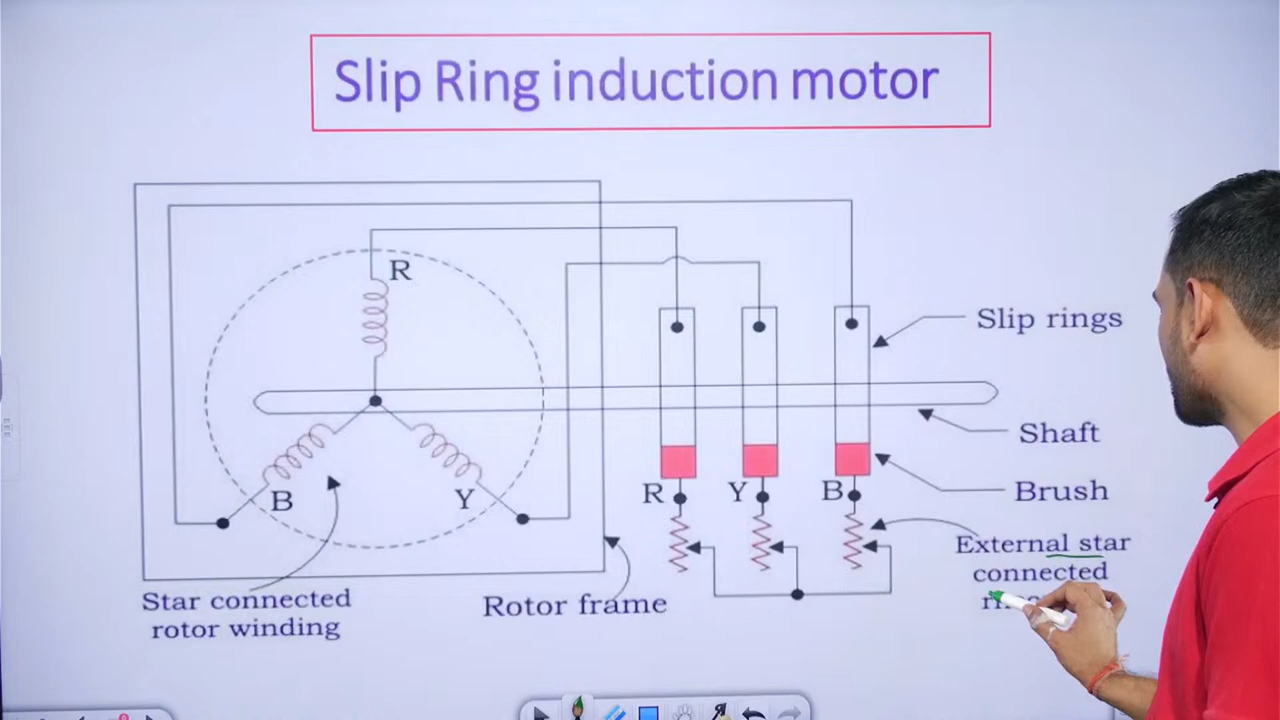 Slip Ring induction motor
R
Slip rings
Shaft
B
Y
R
Y
B
Brush
External star
connected
Star connected
rotor winding
Rotor frame